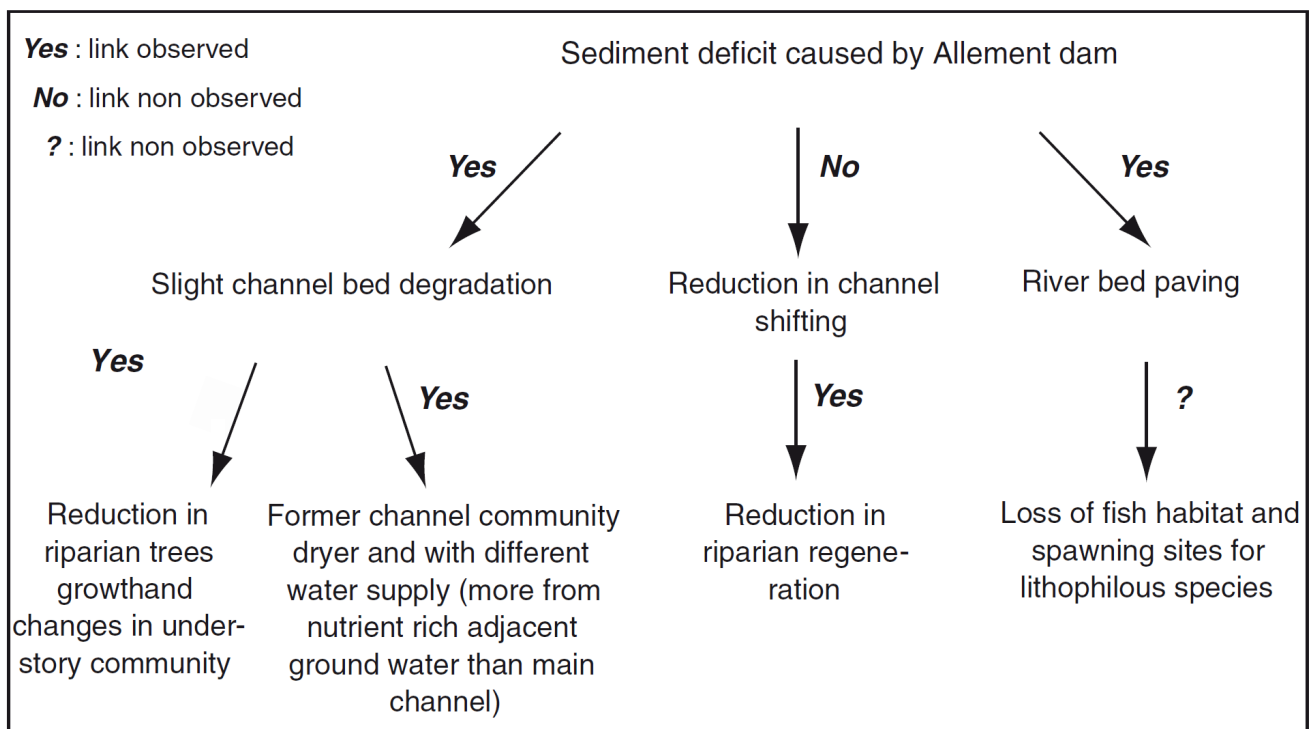 Yes : link observed
No : link non observed
? : link non observed
Sediment deficit caused by Allement dam
Yes
No
Yes
Slight channel bed degradation
Reduction in channel
shifting
River bed paving
Yes
Yes
Yes
?
Reduction in
riparian trees
growthand
changes in under-
story community
Former channel community
dryer and with different
water supply (more from
nutrient rich adjacent
ground water than main
channel)
Reduction in
riparian regene-
ration
Loss of fish habitat and
spawning sites for
lithophilous species